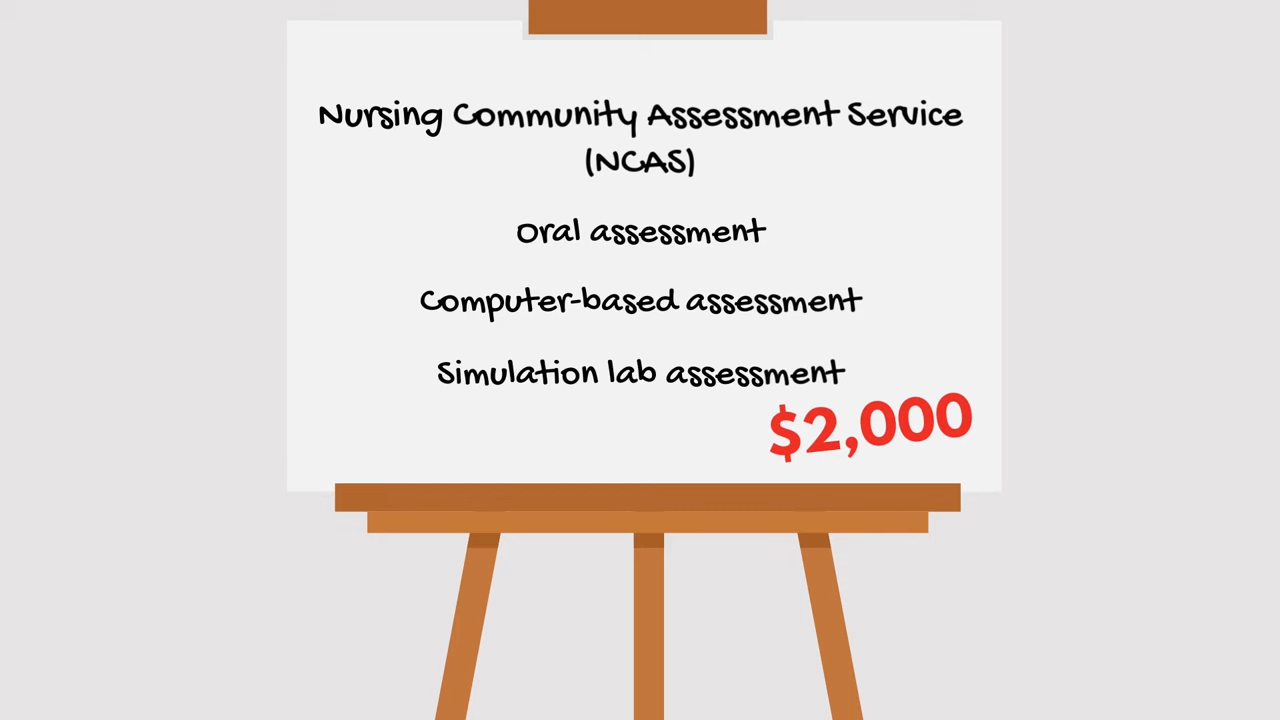 Nursing Community Assessment Service
(NCAS)
Oral assessment
Computer-based assessment
Simulation lab assessment
$2,000